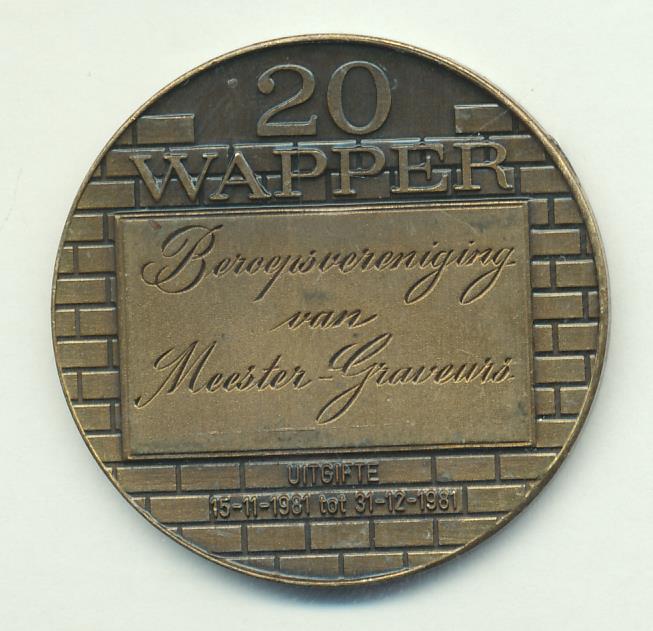 20
WAPPER
Beroepsvereniging
van
Meester-Graveurs
UITGIFTE
15-11-1981 tot 31-12-1981